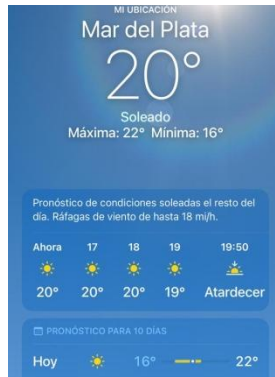 MI UBICACIÓN
Mar del Plata
20°
Soleado
Máxima: 22° Mínima: 16°
Pronóstico de condiciones soleadas el resto del
día. Ráfagas de viento de hasta 18 mi/h.
Ahora 17 18 19 19:50
20° 20° 20° 19° Atardecer
PRONÓSTICO PARA 10 DÍAS
Hoy 16° 22°